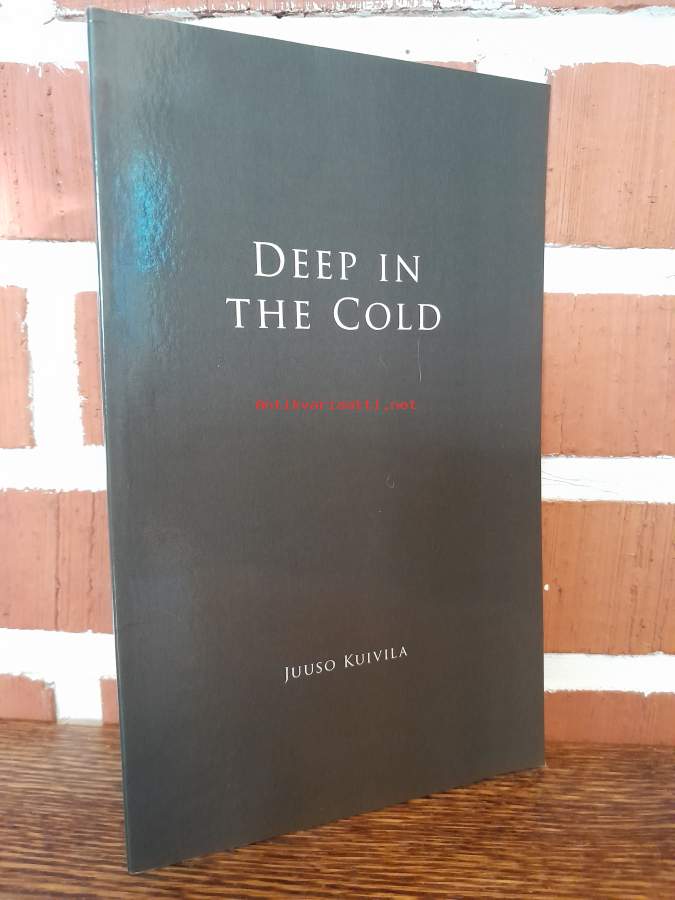 DEEP IN
THE COLD
Antikvariaatti.net
JUUSO KUIVILA